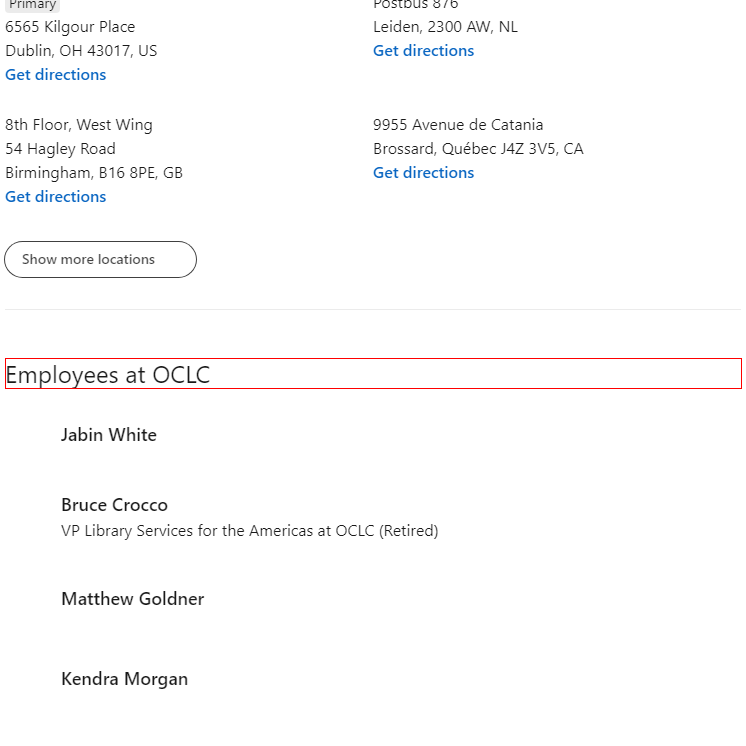 Primary
6565 Kilgour Place
Dublin, OH 43017, US
Get directions
Postbus 876
Leiden, 2300 AW, NL
Get directions
8th Floor, West Wing
54 Hagley Road
Birmingham, B16 8PE, GB
Get directions
9955 Avenue de Catania
Brossard, Québec J4Z 3V5, CA
Get directions
Show more locations
Employees at OCLC
Jabin White
Bruce Crocco
VP Library Services for the Americas at OCLC (Retired)
Matthew Goldner
Kendra Morgan